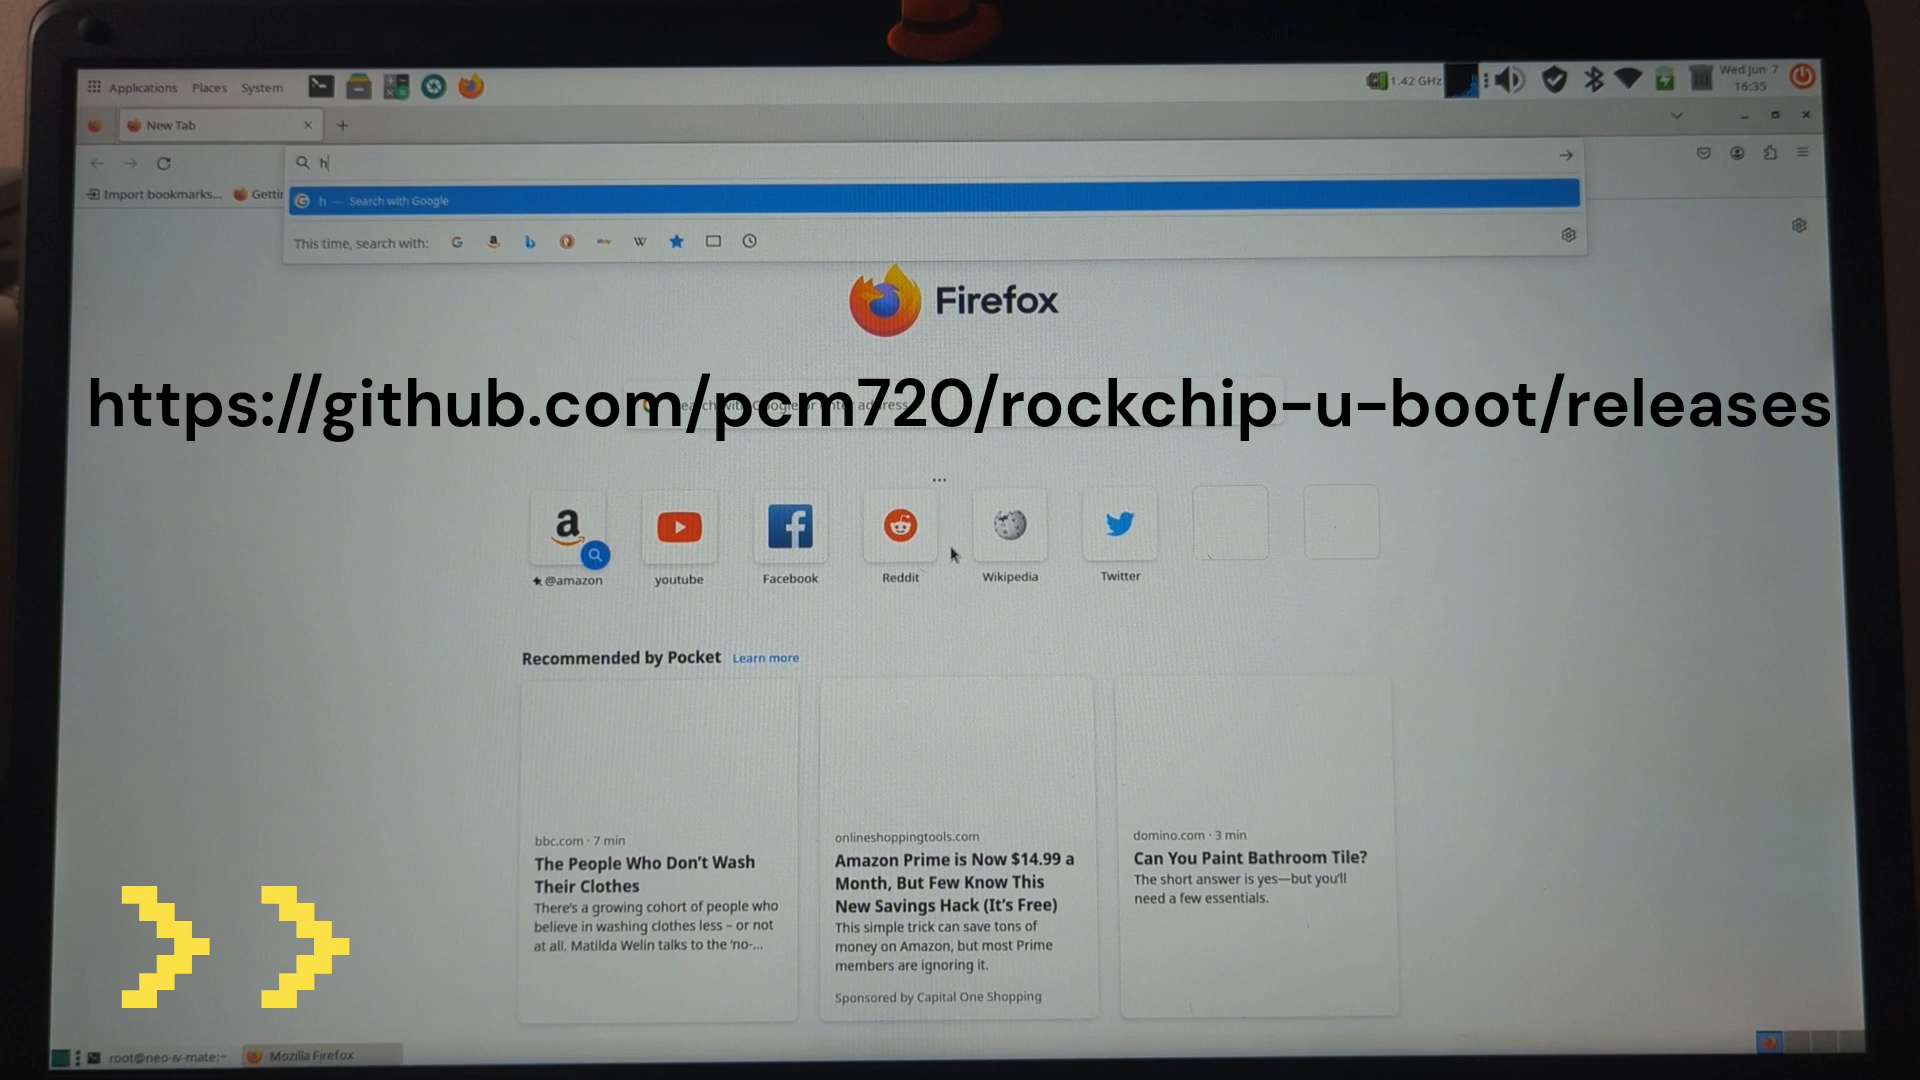 Applications Places System
1.42 GHz
Wed Jun 7
16:35
New Tab
h
Import bookmarks...
h — Search with Google
This time, search with:
Firefox
https://github.com/pcm720/rockchip-u-boot/releases
@amazon
youtube
Facebook
Reddit
Wikipedia
Twitter
Recommended by Pocket Learn more
bbc.com · 7 min
The People Who Don't Wash
Their Clothes
There's a growing cohort of people who
believe in washing clothes less – or not
at all. Matilda Welin talks to the 'no-...
onlineshoppingtools.com
Amazon Prime is Now $14.99 a
Month, But Few Know This
New Savings Hack (It's Free)
This simple trick can save tons of
money on Amazon, but most Prime
members are ignoring it.
Sponsored by Capital One Shopping
domino.com · 3 min
Can You Paint Bathroom Tile?
The short answer is yes—but you'll
need a few essentials.
root@neo-iv-mate:~
Mozilla Firefox